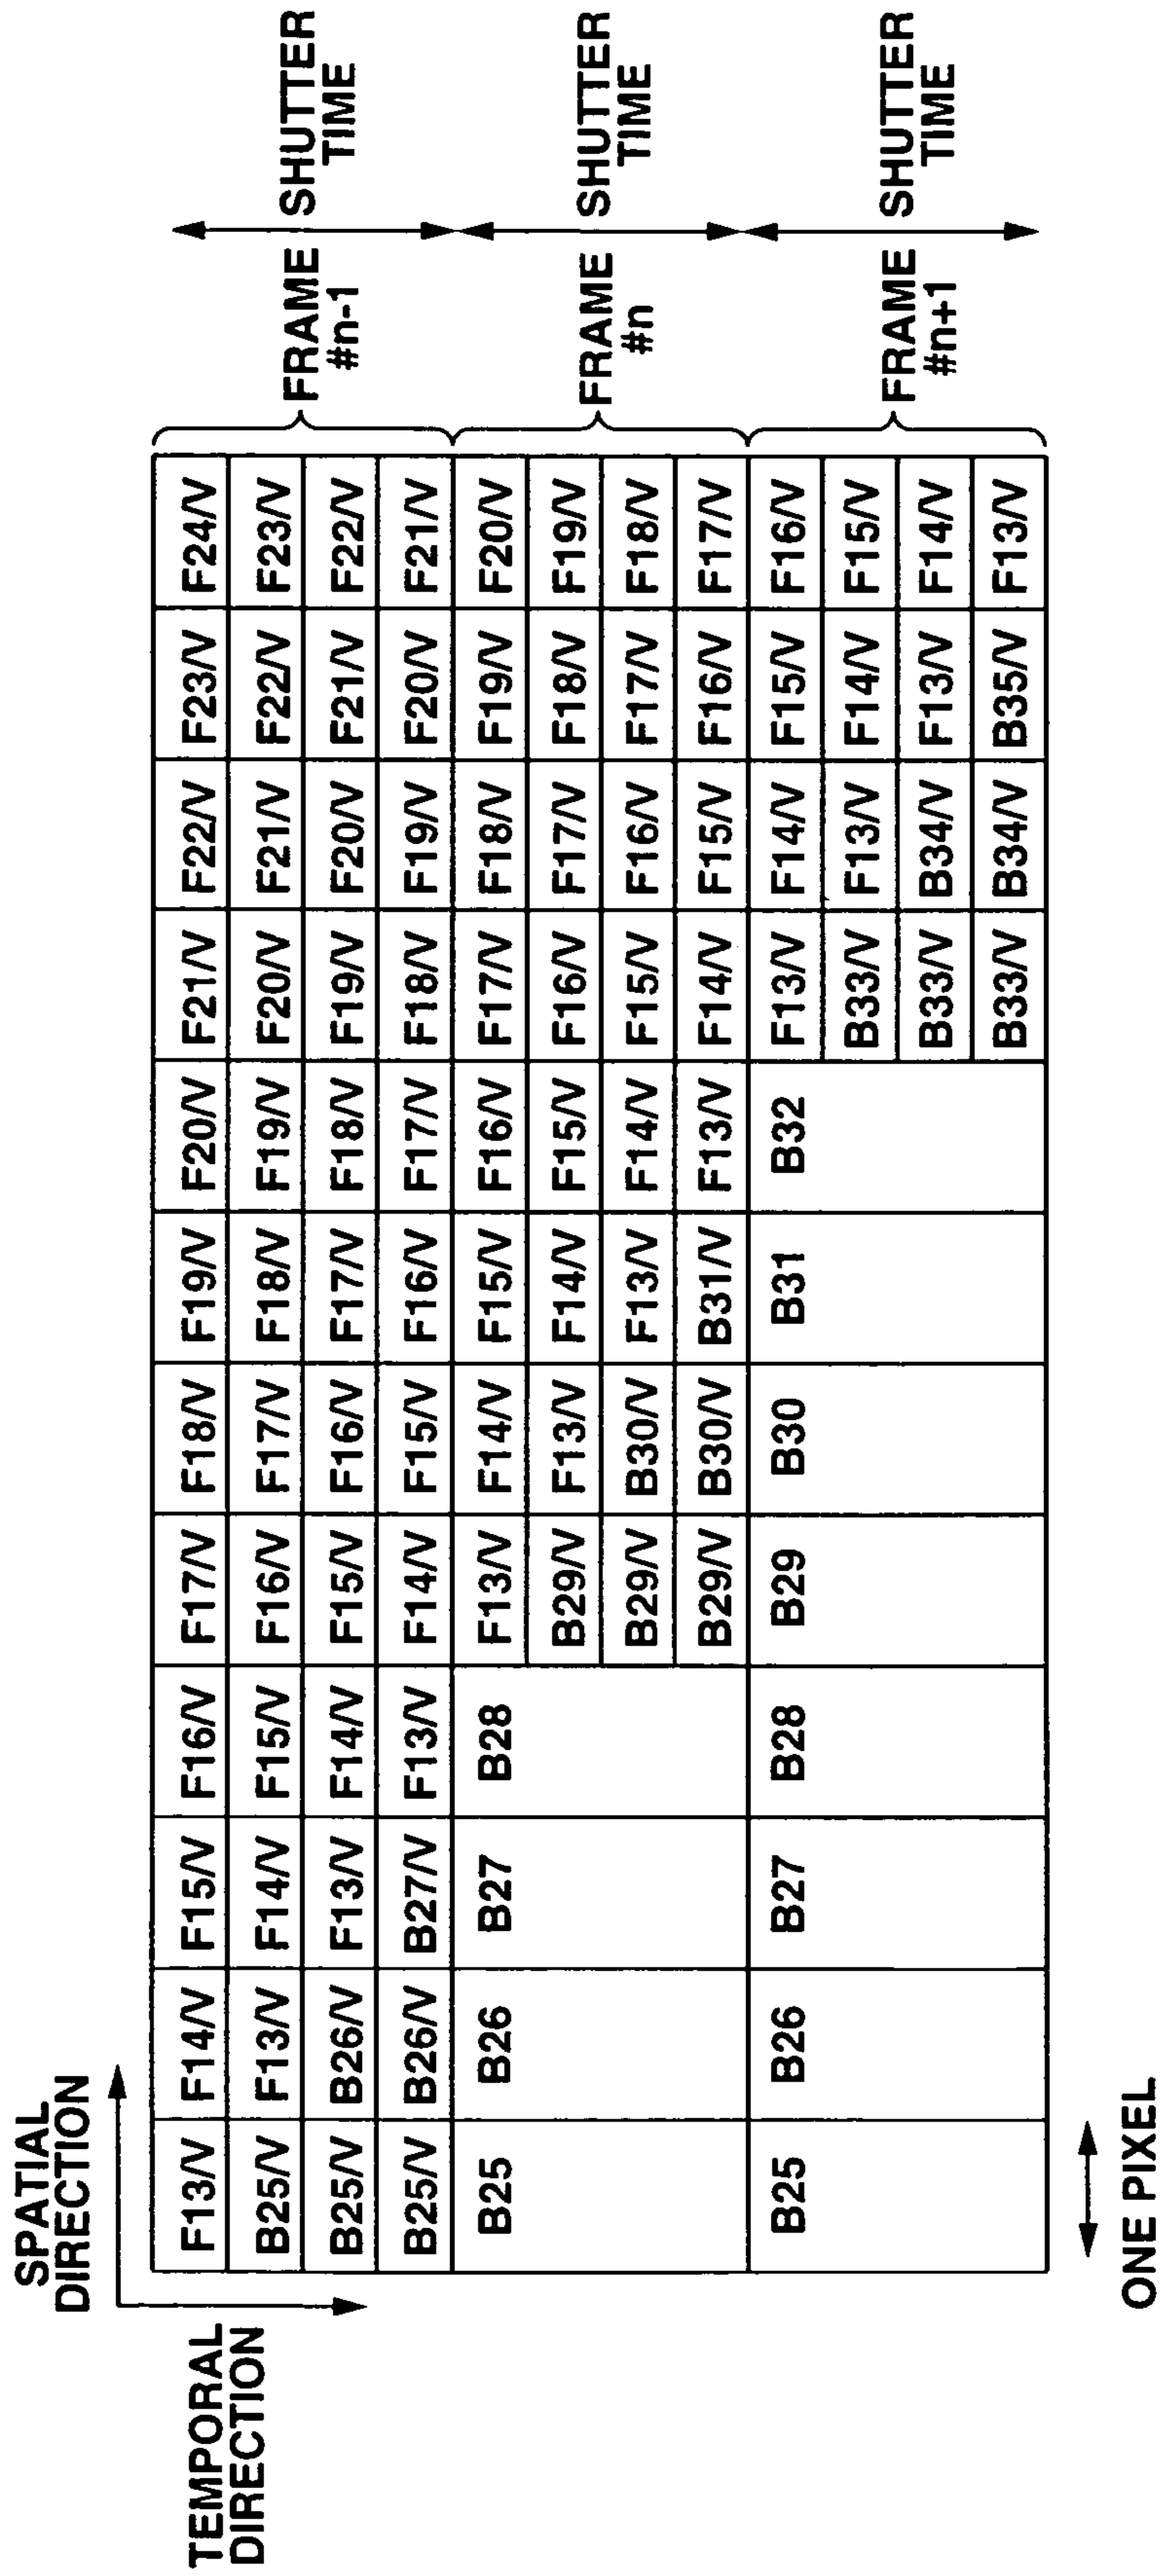 SPATIAL
DIRECTION
TEMPORAL
DIRECTION
F13/V F14/V F15/V F16/V F17/V F18/V F19/V F20/V F21/V F22/V F23/V F24/V
B25/V F13/V F14/V F15/V F16/V F17/V F18/V F19/V F20/V F21/V F22/V F23/V
B25/V B26/V F13/V F14/V F15/V F16/V F17/V F18/V F19/V F20/V F21/V F22/V
B25/V B26/V B27/V F13/V F14/V F15/V F16/V F17/V F18/V F19/V F20/V F21/V
FRAME
#n-1
SHUTTER
TIME
B25 B26 B27 B28 F13/V F14/V F15/V F16/V F17/V F18/V F19/V F20/V
B29/V F13/V F14/V F15/V F16/V F17/V F18/V F19/V
B29/V B30/V F13/V F14/V F15/V F16/V F17/V F18/V
B29/V B30/V B31/V F13/V F14/V F15/V F16/V F17/V
FRAME
#n
SHUTTER
TIME
B25 B26 B27 B28 B29 B30 B31 B32 F13/V F14/V F15/V F16/V
B33/V F13/V F14/V F15/V
B33/V B34/V F13/V F14/V
B33/V B34/V B35/V F13/V
FRAME
#n+1
SHUTTER
TIME
ONE PIXEL